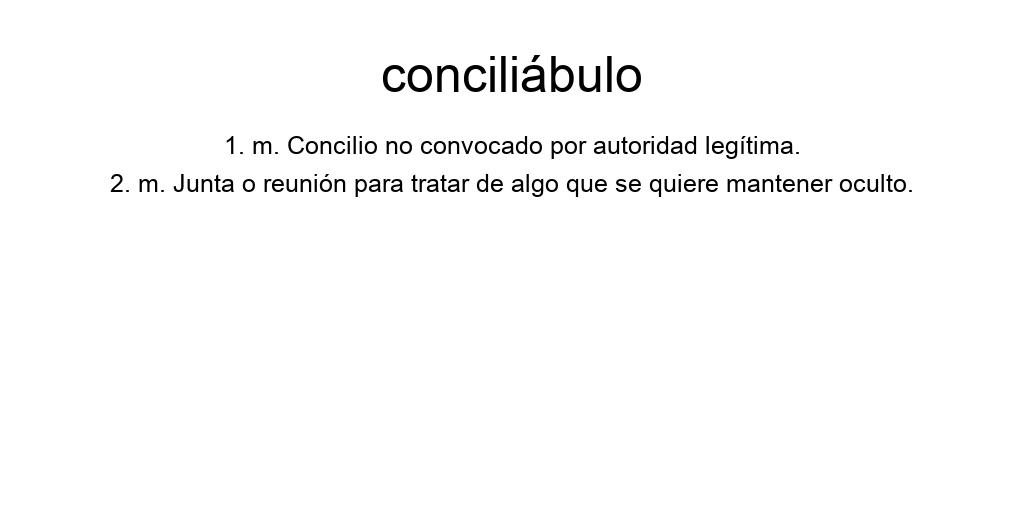 conciliábulo
1. m. Concilio no convocado por autoridad legítima.
2. m. Junta o reunión para tratar de algo que se quiere mantener oculto.